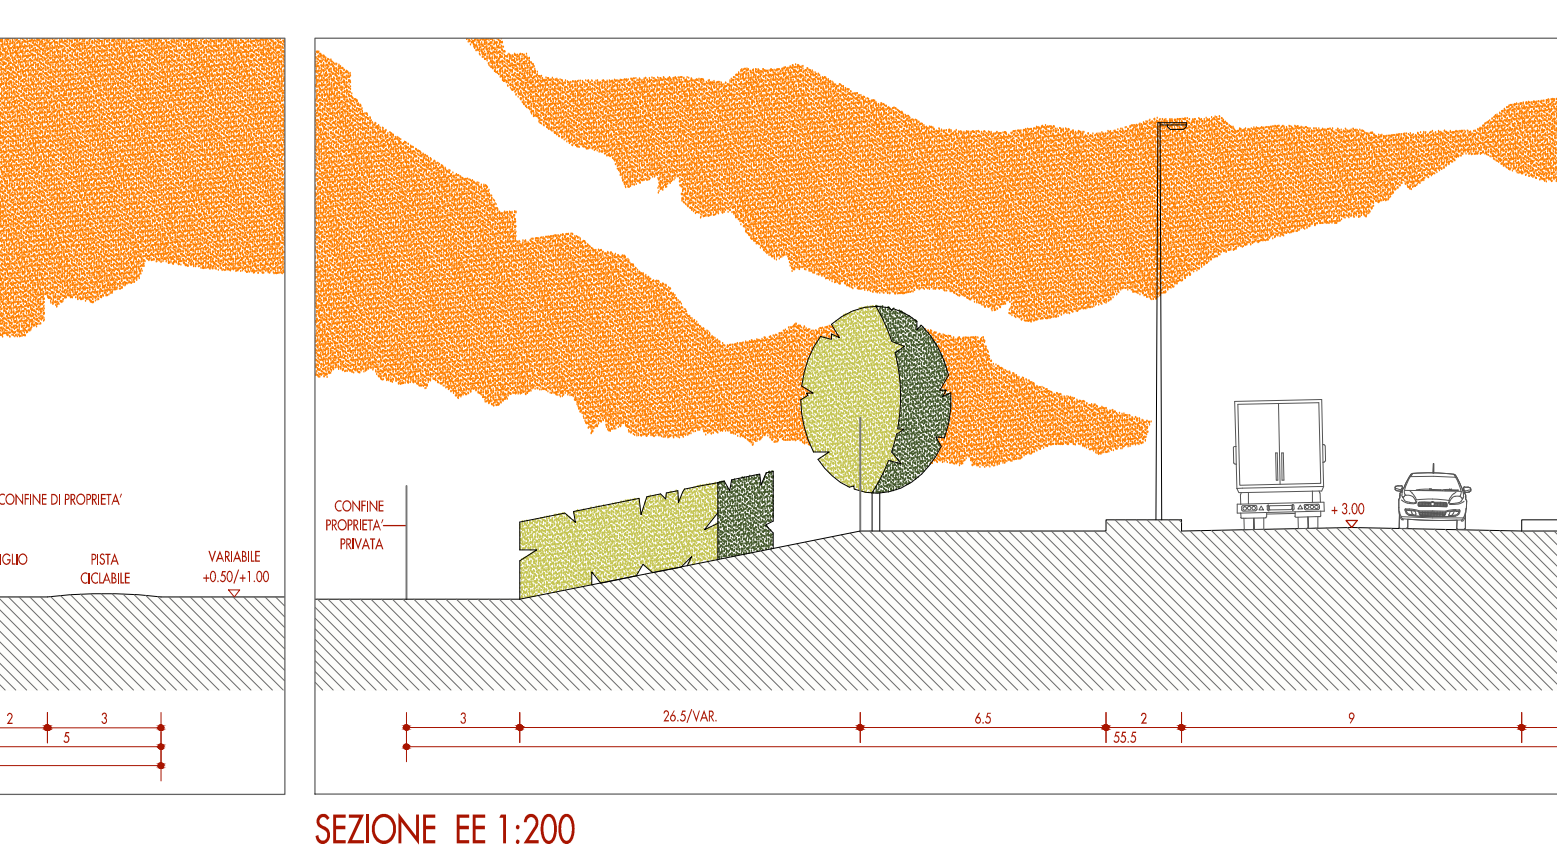 CONFINE DI PROPRIETA'
PISTA
CICLABILE
VARIABILE
+0.50/+1.00
2
3
5
CONFINE
PROPRIETA'
PRIVATA
+ 3.00
3
26.5/VAR.
6.5
2
9
55.5
SEZIONE EE 1:200